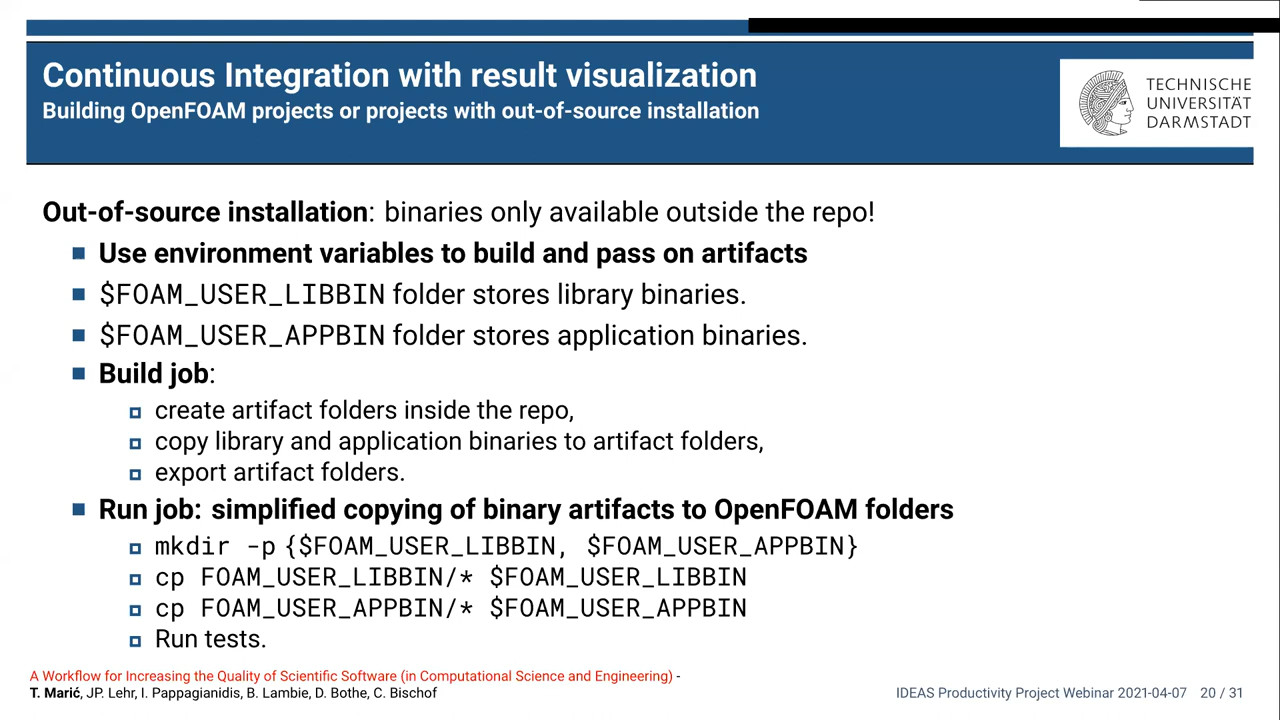 Continuous Integration with result visualization
Building OpenFOAM projects or projects with out-of-source installation
TECHNISCHE
UNIVERSITÄT
DARMSTADT
Out-of-source installation: binaries only available outside the repo!
Use environment variables to build and pass on artifacts
$FOAM_USER_LIBBIN folder stores library binaries.
$FOAM_USER_APPBIN folder stores application binaries.
Build job:
create artifact folders inside the repo,
copy library and application binaries to artifact folders,
export artifact folders.
Run job: simplified copying of binary artifacts to OpenFOAM folders
mkdir -p {$FOAM_USER_LIBBIN, $FOAM_USER_APPBIN}
cp FOAM_USER_LIBBIN/* $FOAM_USER_LIBBIN
cp FOAM_USER_APPBIN/* $FOAM_USER_APPBIN
Run tests.
A Workflow for Increasing the Quality of Scientific Software (in Computational Science and Engineering) -
T. Marić, JP. Lehr, I. Pappagianidis, B. Lambie, D. Bothe, C. Bischof
IDEAS Productivity Project Webinar 2021-04-07 20 / 31